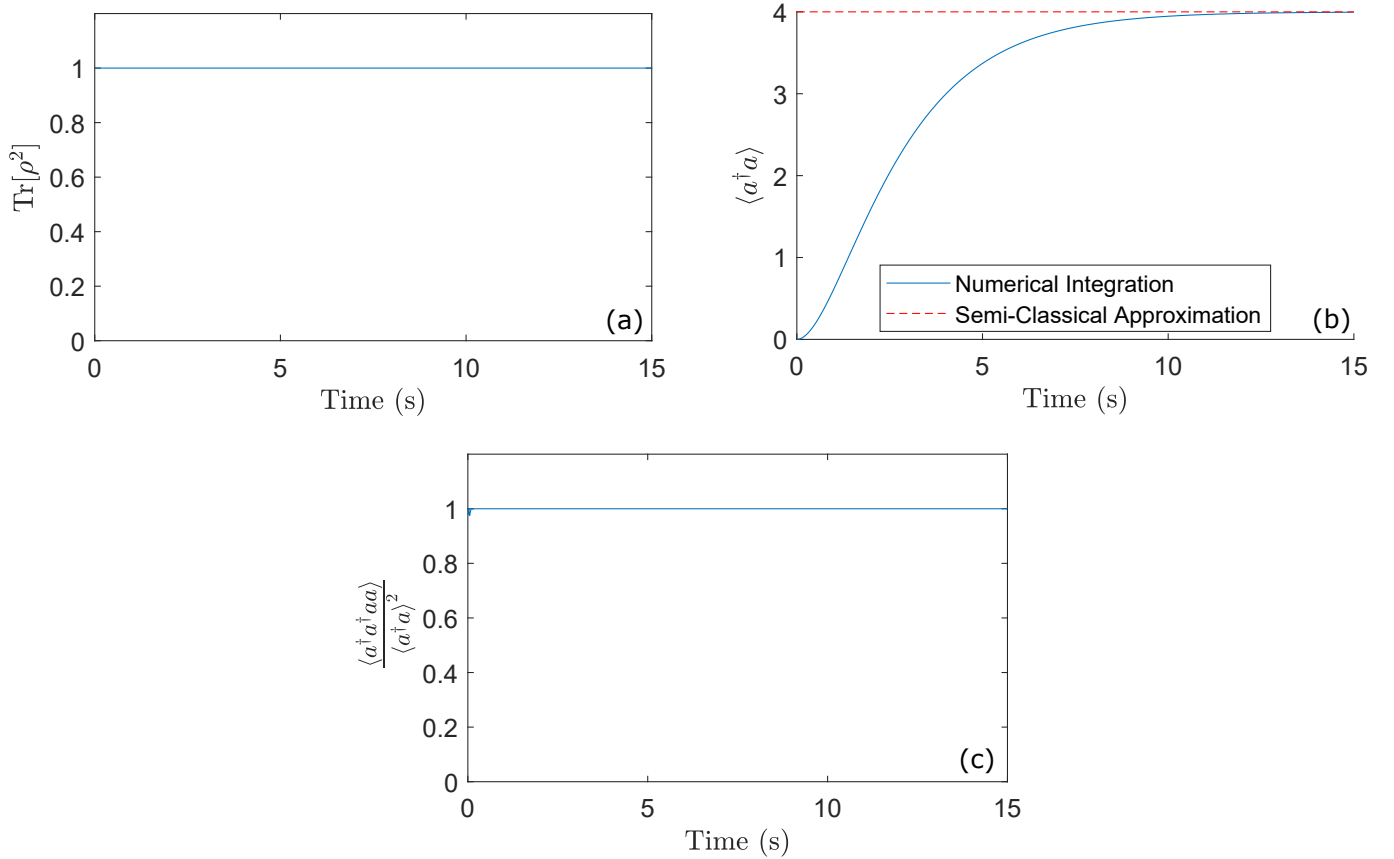 Tr[ρ²]
1
0.8
0.6
0.4
0.2
0
0 5 10 15
Time (s)
(a)
⟨a†a⟩
4
3
2
1
0
Numerical Integration
Semi-Classical Approximation
0 5 10 15
Time (s)
(b)
⟨a†a†aa⟩
⟨a†a⟩²
1
0.8
0.6
0.4
0.2
0
0 5 10 15
Time (s)
(c)